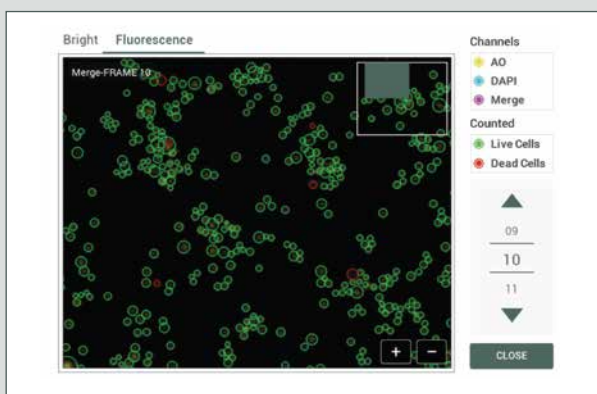 Bright Fluorescence
Merge-FRAME 10
+ −
Channels
AO
DAPI
Merge
Counted
Live Cells
Dead Cells
09
10
11
CLOSE